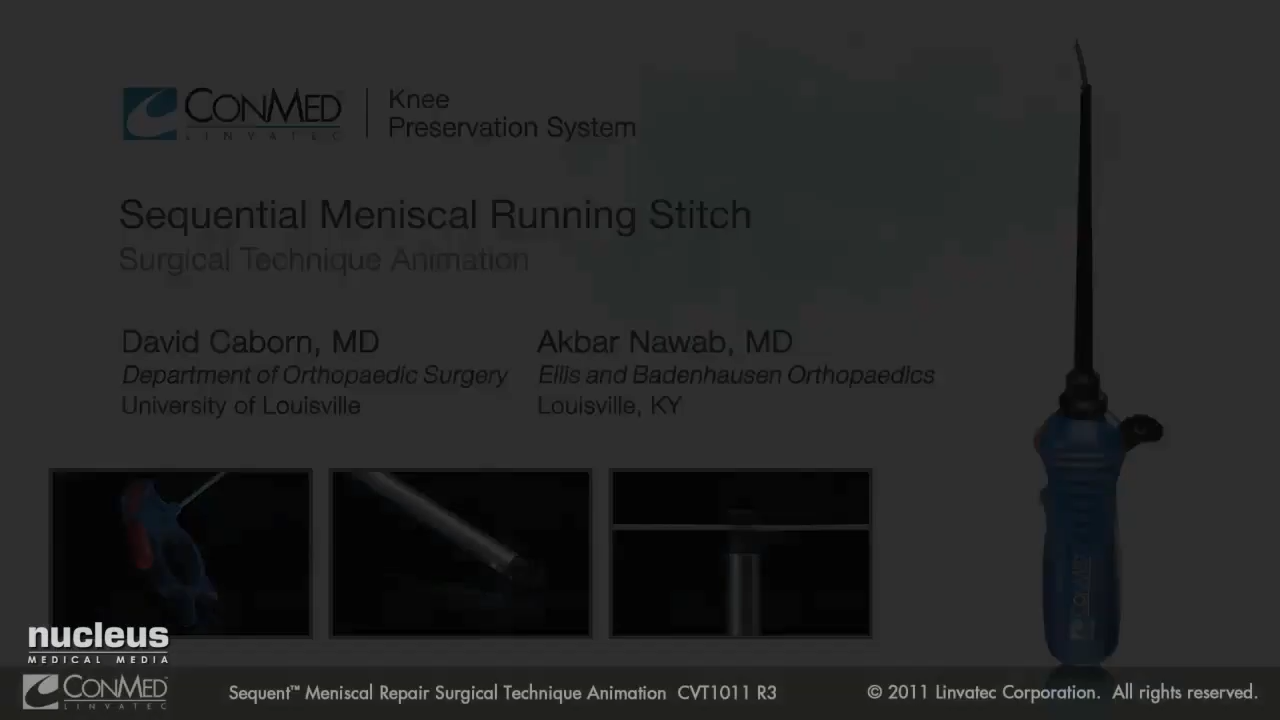 CONMED
LINVATEC
Knee
Preservation System
Sequential Meniscal Running Stitch
Surgical Technique Animation
David Caborn, MD
Department of Orthopaedic Surgery
University of Louisville
Akbar Nawab, MD
Ellis and Badenhausen Orthopaedics
Louisville, KY
CONMED
nucleus
MEDICAL MEDIA
CONMED™
LINVATEC
Sequent™ Meniscal Repair Surgical Technique Animation CVT1011 R3
© 2011 Linvatec Corporation. All rights reserved.